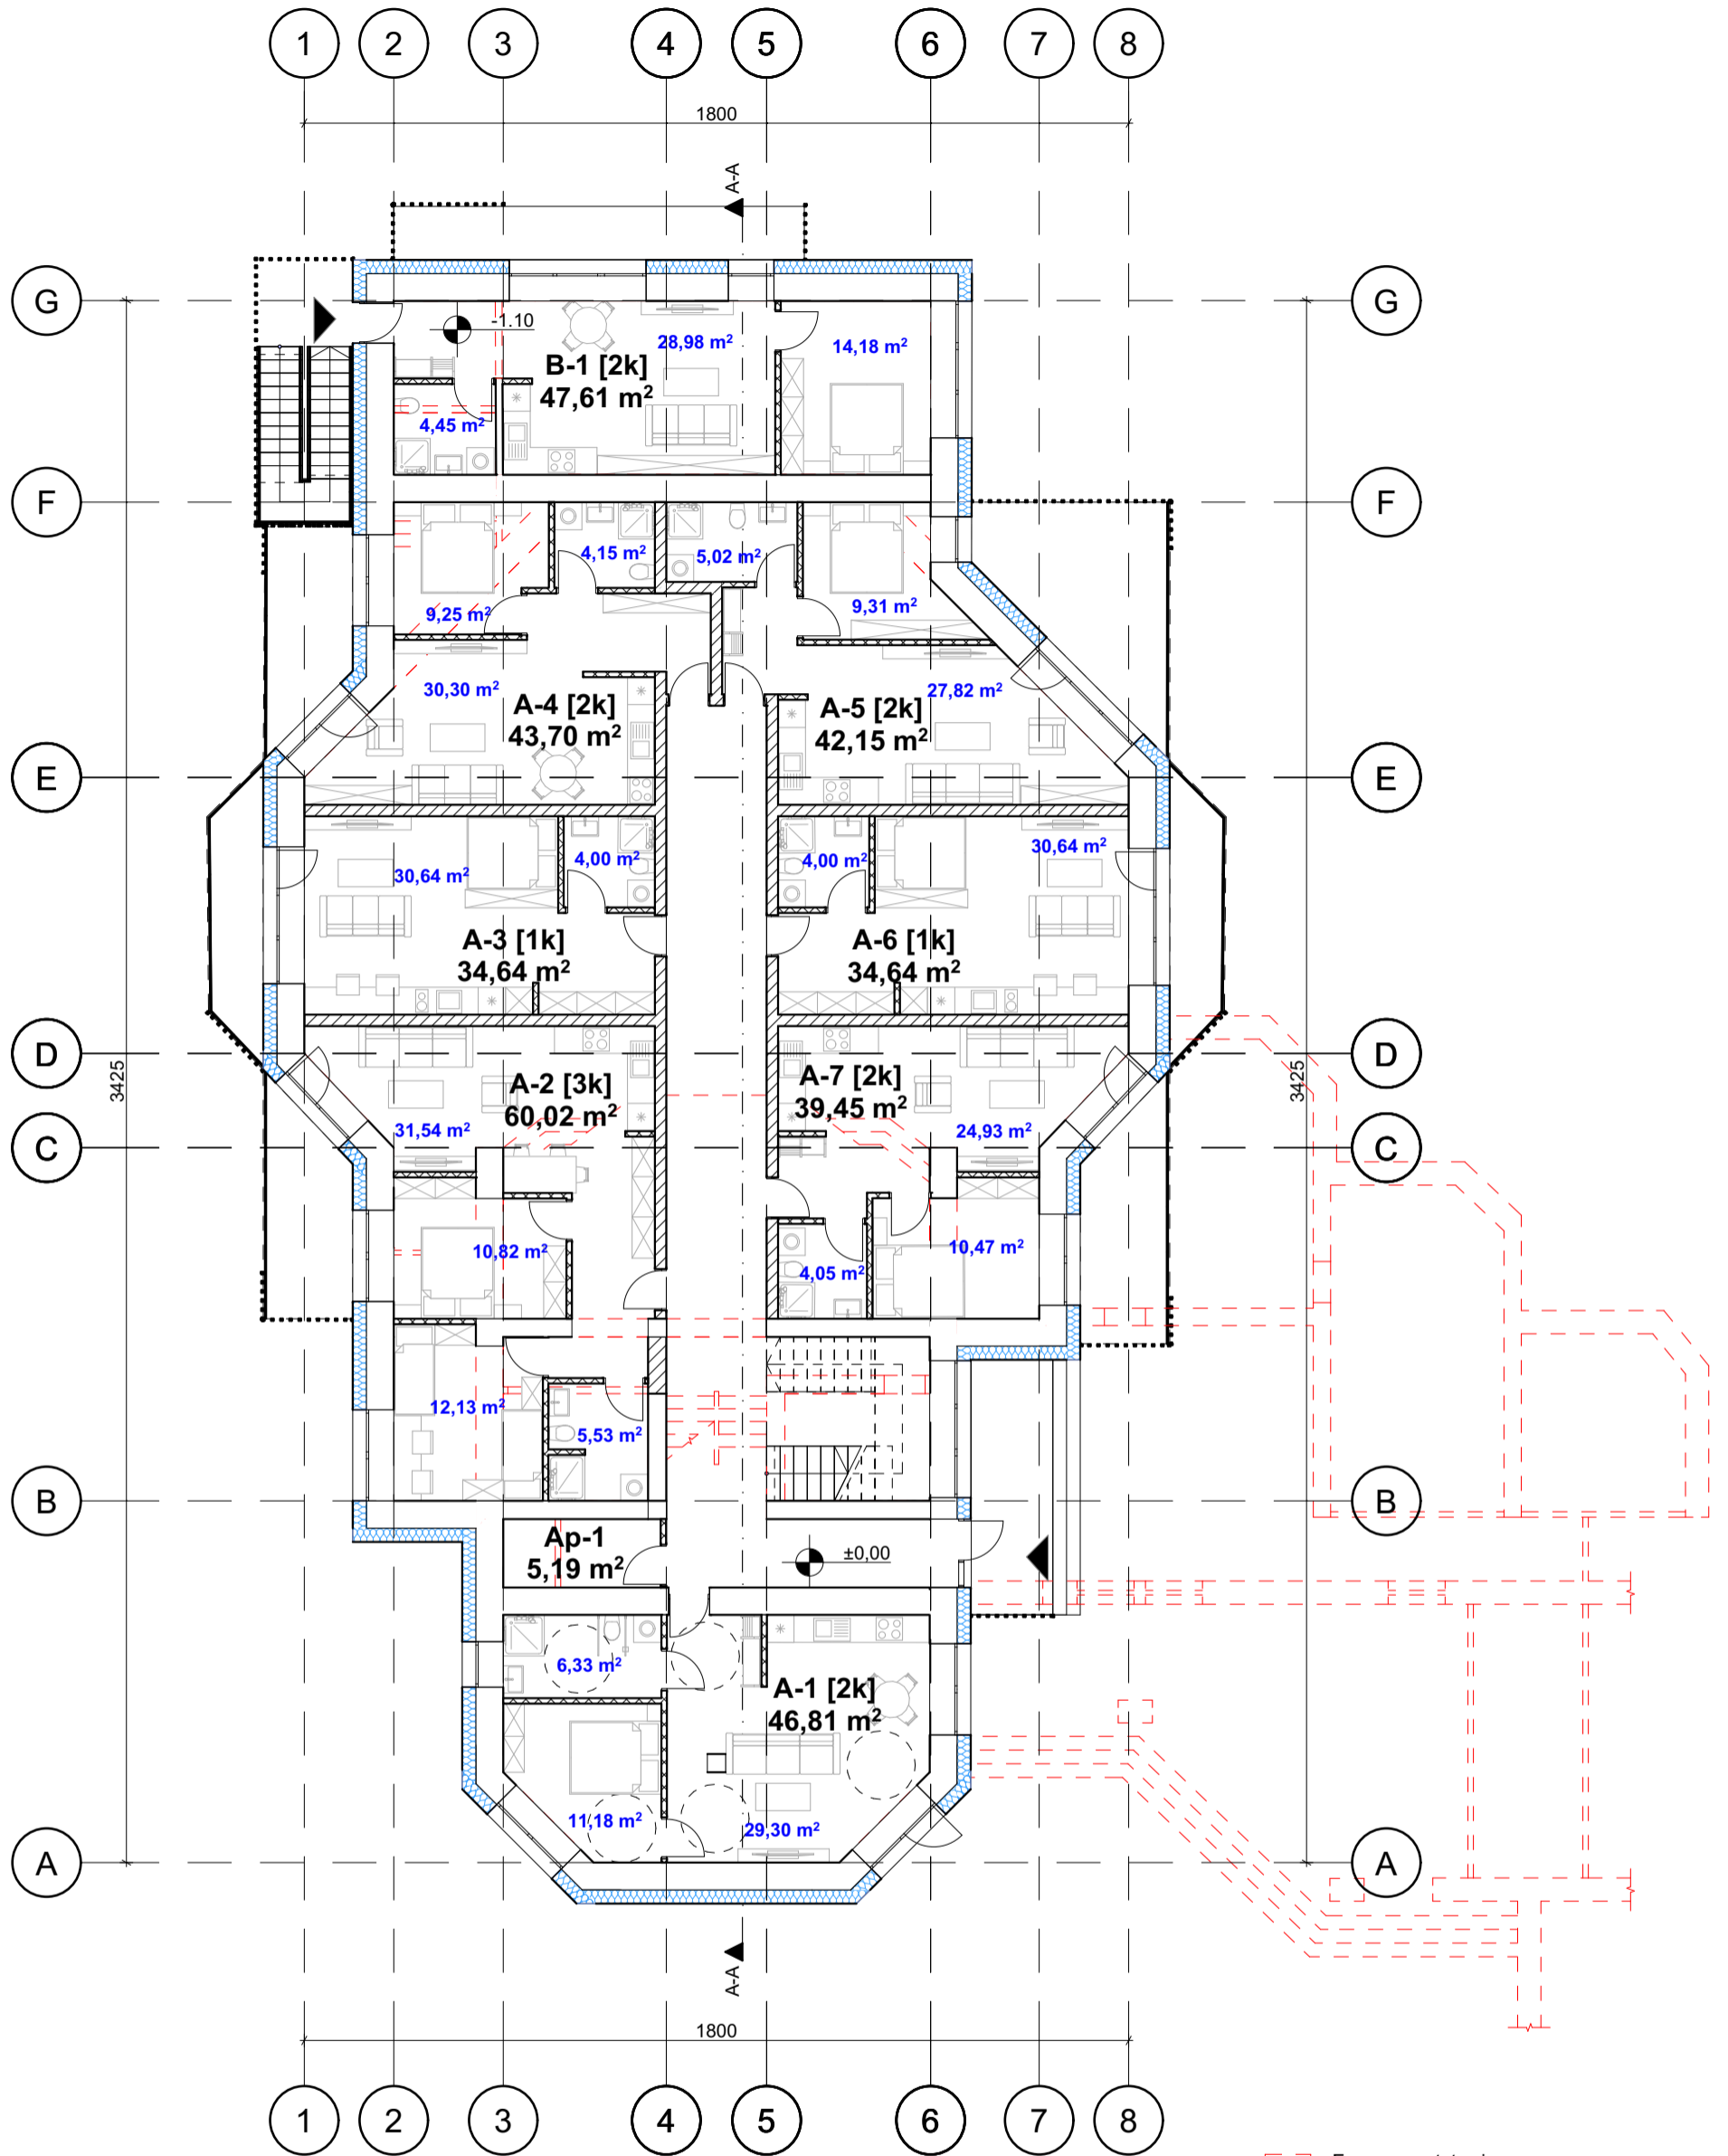 1 2 3 4 5 6 7 8
1800
A-A
G G
-1.10
28,98 m²
14,18 m²
B-1 [2k]
47,61 m²
4,45 m²
F F
4,15 m²
5,02 m²
9,25 m²
9,31 m²
30,30 m²
27,82 m²
A-4 [2k]
43,70 m²
A-5 [2k]
42,15 m²
E E
4,00 m²
4,00 m²
30,64 m²
30,64 m²
A-3 [1k]
34,64 m²
A-6 [1k]
34,64 m²
D D
3425
3425
A-2 [3k]
60,02 m²
A-7 [2k]
39,45 m²
31,54 m²
24,93 m²
C C
10,82 m²
10,47 m²
4,05 m²
12,13 m²
5,53 m²
B B
Ap-1
5,19 m²
±0,00
6,33 m²
A-1 [2k]
46,81 m²
11,18 m²
29,30 m²
A A
A-A
1800
1 2 3 4 5 6 7 8